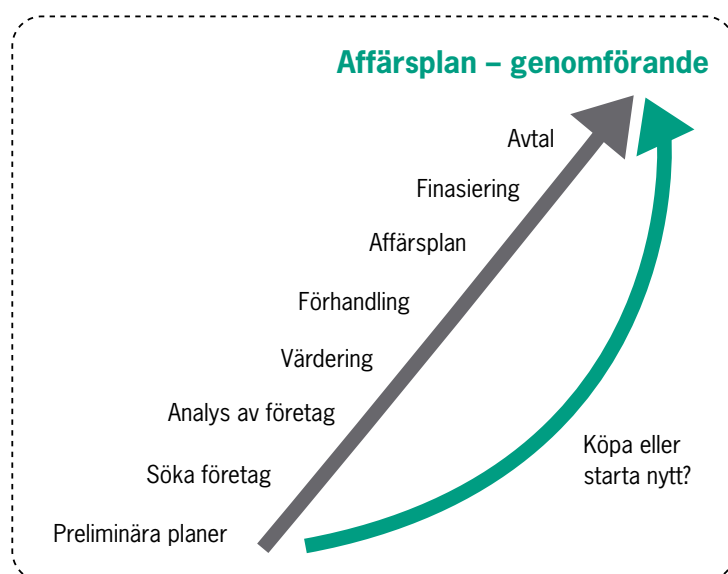 Affärsplan – genomförande
Avtal
Finasiering
Affärsplan
Förhandling
Värdering
Analys av företag
Söka företag
Preliminära planer
Köpa eller
starta nytt?